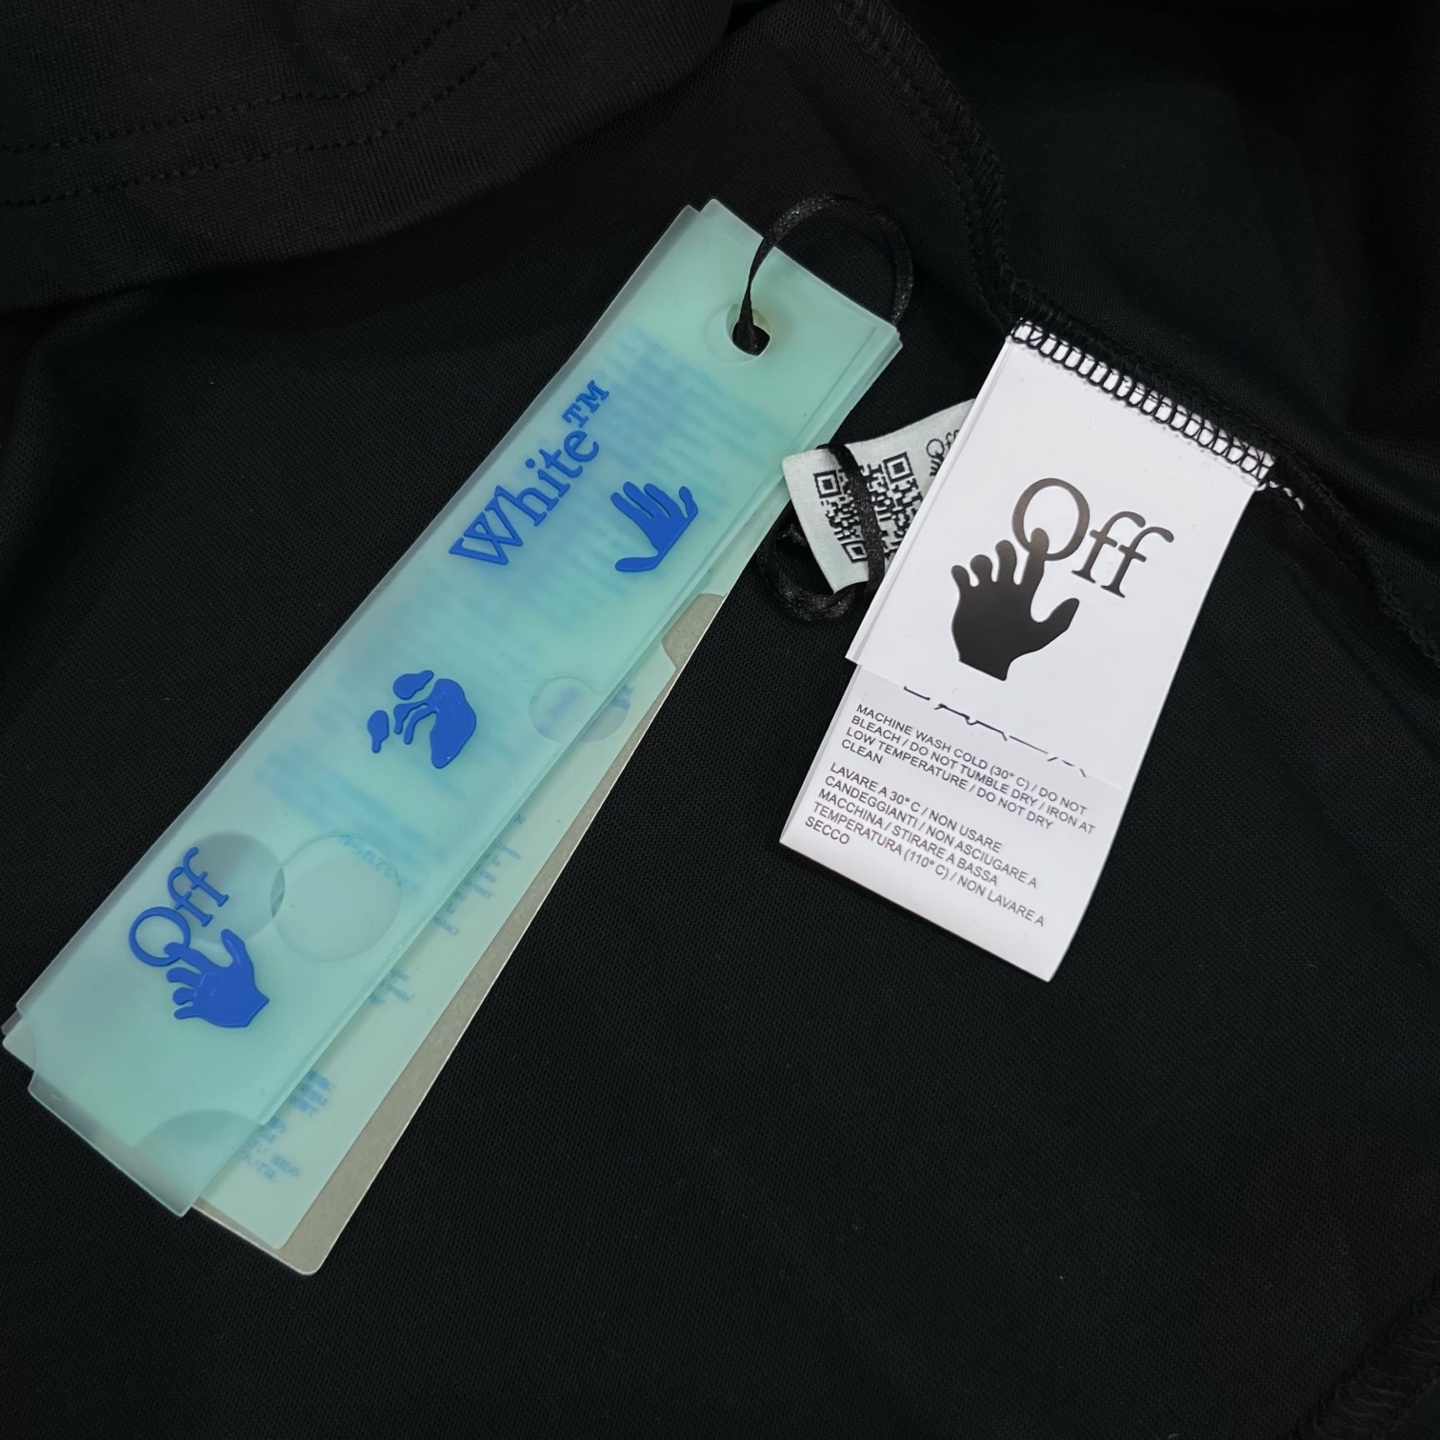 White™
Off
Off
Off
MACHINE WASH COLD (30° C) / DO NOT
BLEACH / DO NOT TUMBLE DRY / IRON AT
LOW TEMPERATURE / DO NOT DRY
CLEAN
LAVARE A 30° C / NON USARE
CANDEGGIANTI / NON ASCIUGARE A
MACCHINA / STIRARE A BASSA
TEMPERATURA (110° C) / NON LAVARE A
SECCO